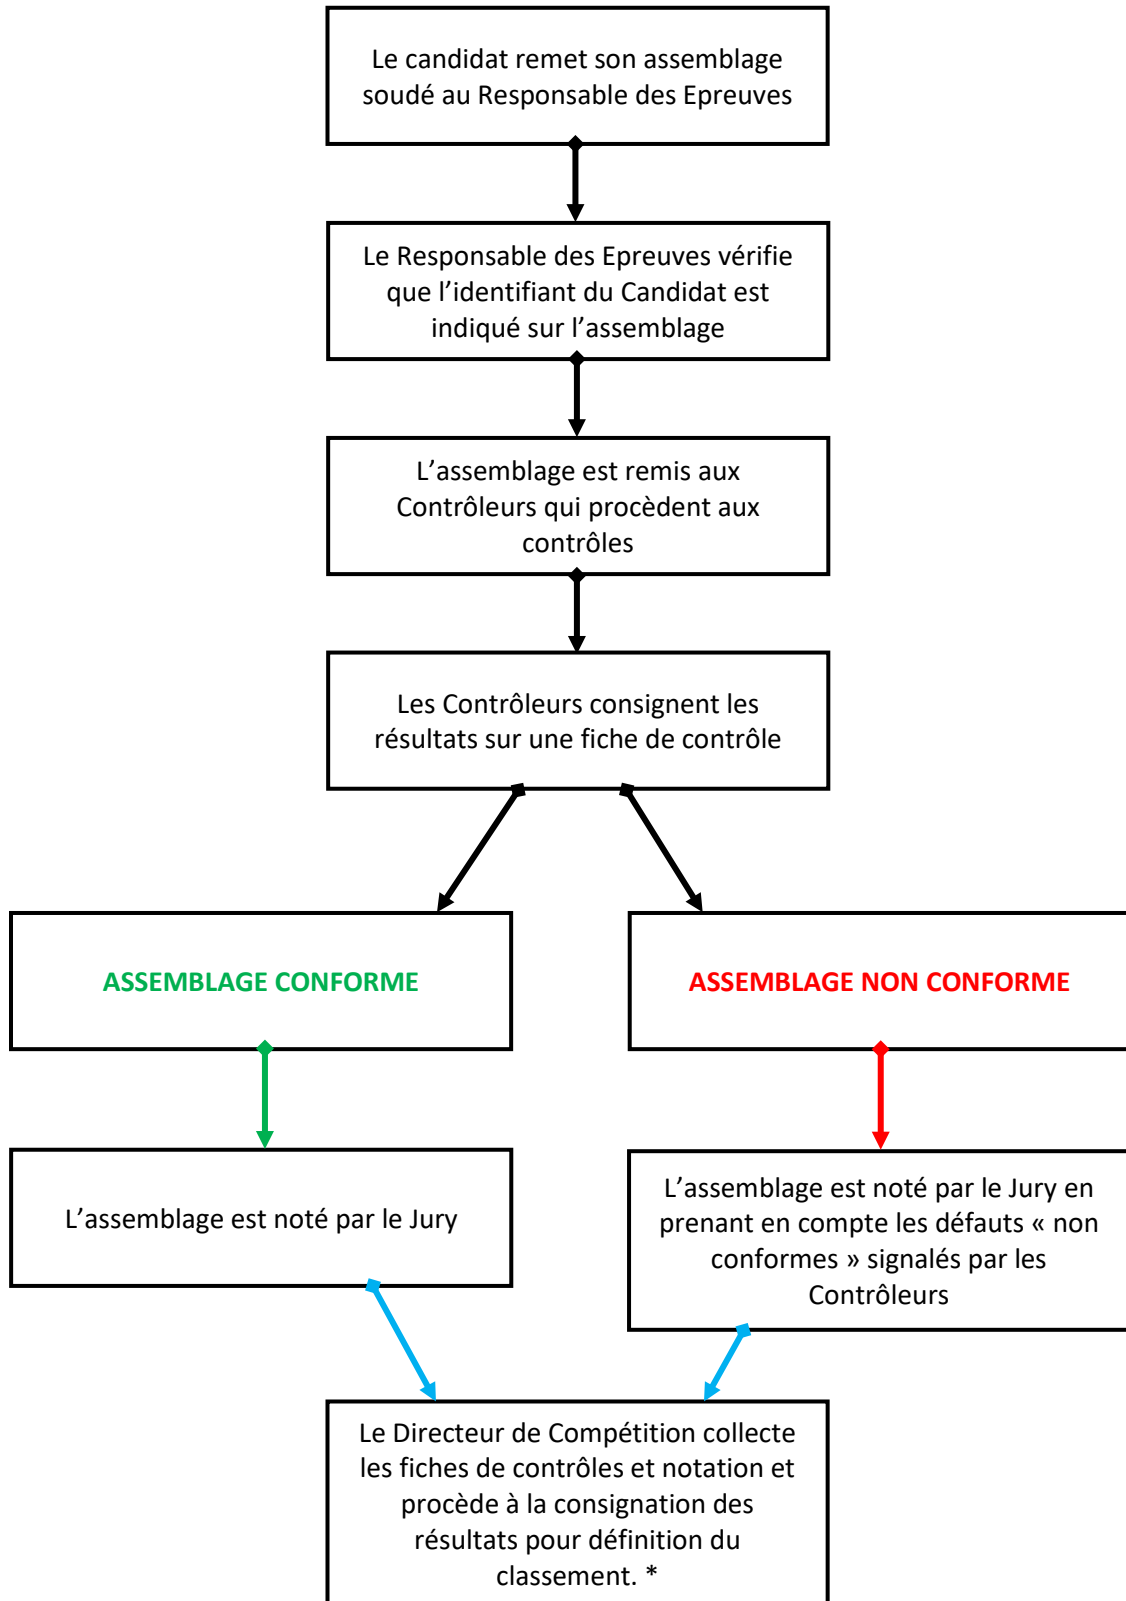 Le candidat remet son assemblage
soudé au Responsable des Epreuves
Le Responsable des Epreuves vérifie
que l’identifiant du Candidat est
indiqué sur l’assemblage
L’assemblage est remis aux
Contrôleurs qui procèdent aux
contrôles
Les Contrôleurs consignent les
résultats sur une fiche de contrôle
ASSEMBLAGE CONFORME
ASSEMBLAGE NON CONFORME
L’assemblage est noté par le Jury
L’assemblage est noté par le Jury en
prenant en compte les défauts « non
conformes » signalés par les
Contrôleurs
Le Directeur de Compétition collecte
les fiches de contrôles et notation et
procède à la consignation des
résultats pour définition du
classement. *